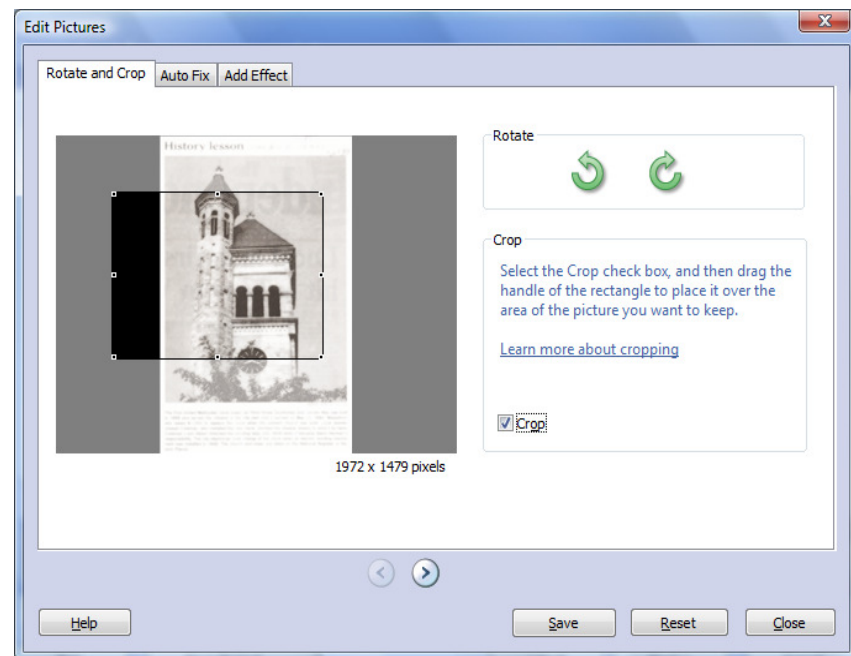 Edit Pictures
Rotate and Crop
Auto Fix
Add Effect
History lesson
Rotate
Crop
Select the Crop check box, and then drag the
handle of the rectangle to place it over the
area of the picture you want to keep.
Learn more about cropping
Crop
1972 x 1479 pixels
Help
Save
Reset
Close